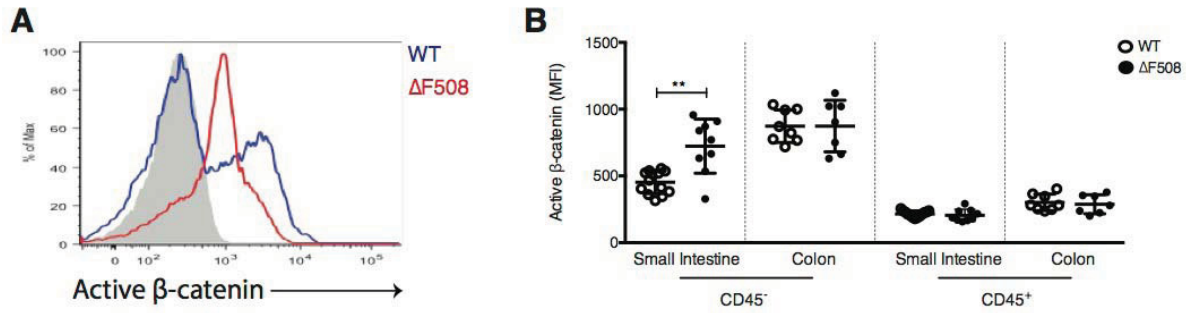 A
WT
ΔF508
% of Max
100
80
60
40
20
0
0 10² 10³ 10⁴ 10⁵
Active β-catenin
B
WT
ΔF508
Active β-catenin (MFI)
1500
1000
500
0
**
Small Intestine Colon Small Intestine Colon
CD45⁻ CD45⁺